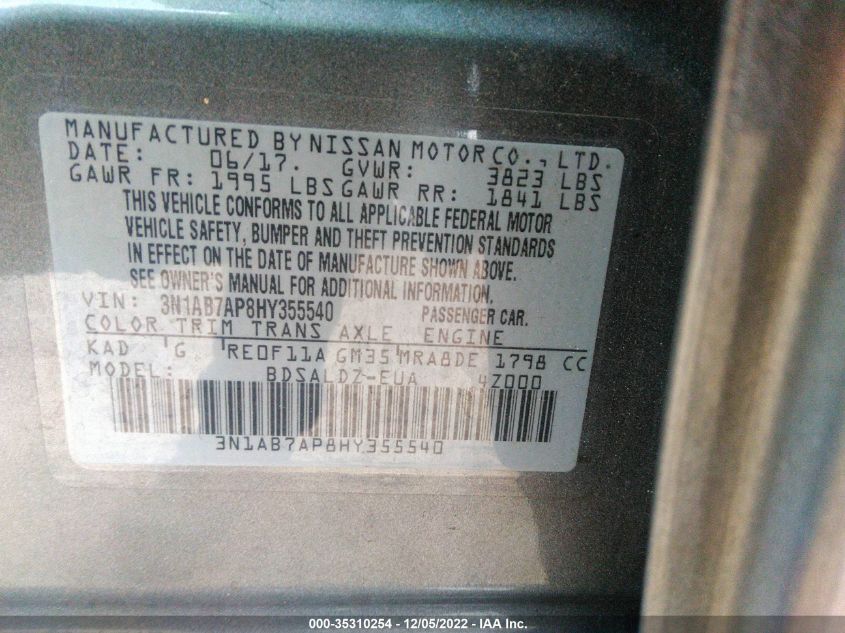 MANUFACTURED BY NISSAN MOTOR CO., LTD.
DATE: 06/17. GVWR: 3823 LBS
GAWR FR: 1995 LBS GAWR RR: 1841 LBS
THIS VEHICLE CONFORMS TO ALL APPLICABLE FEDERAL MOTOR
VEHICLE SAFETY, BUMPER AND THEFT PREVENTION STANDARDS
IN EFFECT ON THE DATE OF MANUFACTURE SHOWN ABOVE.
SEE OWNER'S MANUAL FOR ADDITIONAL INFORMATION.
VIN: 3N1AB7AP8HY355540 PASSENGER CAR.
COLOR TRIM TRANS AXLE ENGINE
KAD G RE0F11A GM35 MRA8DE 1798 CC
MODEL: BDSALDZ-EUA 4Z000
3N1AB7AP8HY355540
000-35310254 - 12/05/2022 - IAA Inc.